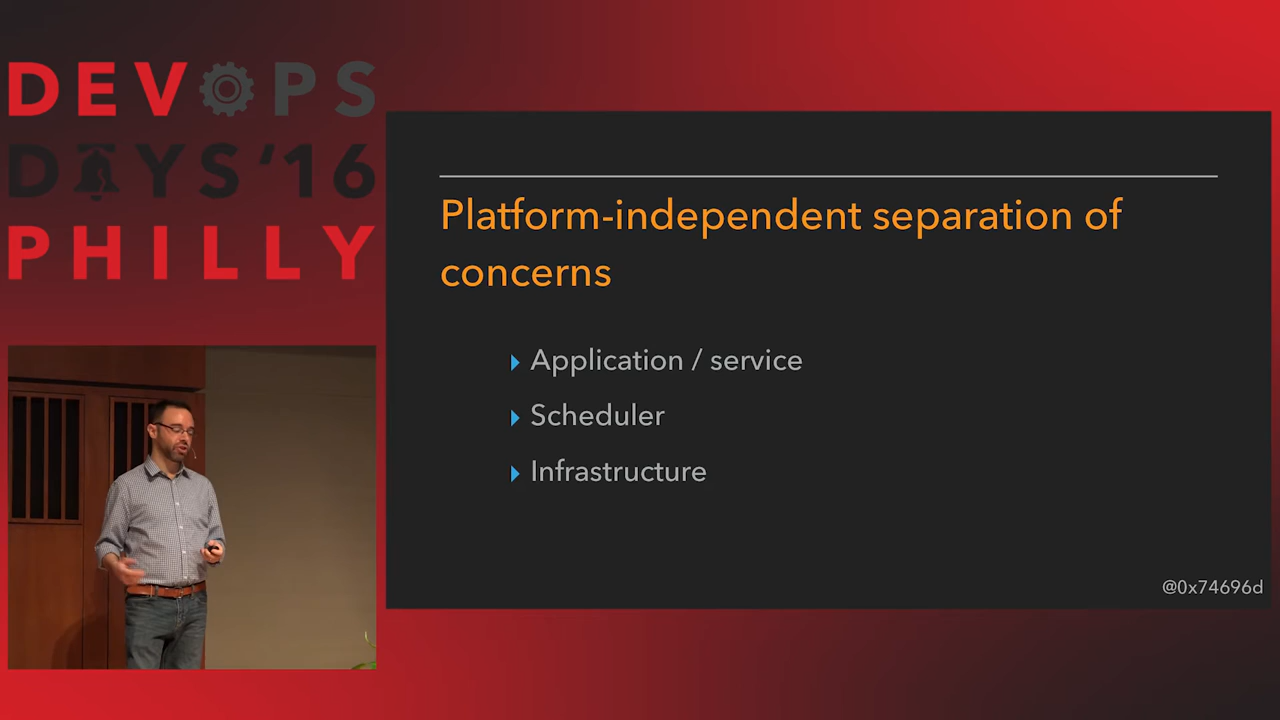 DEVOPS
DAYS '16
PHILLY
Platform-independent separation of
concerns
Application / service
Scheduler
Infrastructure
@0x74696d